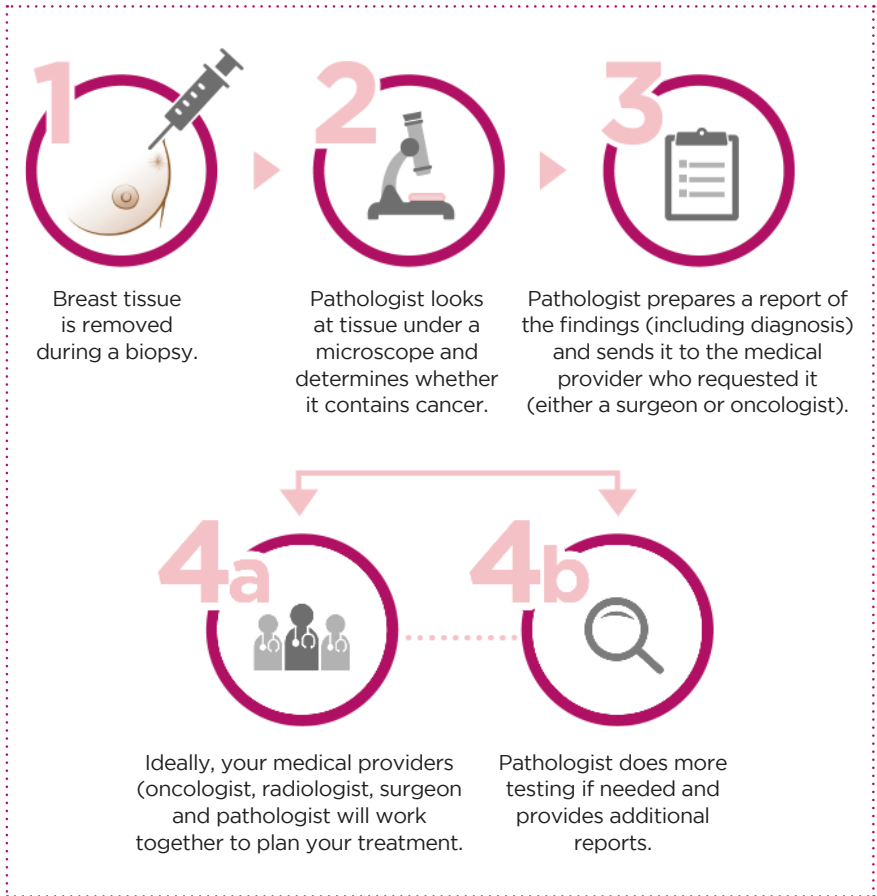 1
Breast tissue
is removed
during a biopsy.
2
Pathologist looks
at tissue under a
microscope and
determines whether
it contains cancer.
3
Pathologist prepares a report of
the findings (including diagnosis)
and sends it to the medical
provider who requested it
(either a surgeon or oncologist).
4a
Ideally, your medical providers
(oncologist, radiologist, surgeon
and pathologist will work
together to plan your treatment.
4b
Pathologist does more
testing if needed and
provides additional
reports.